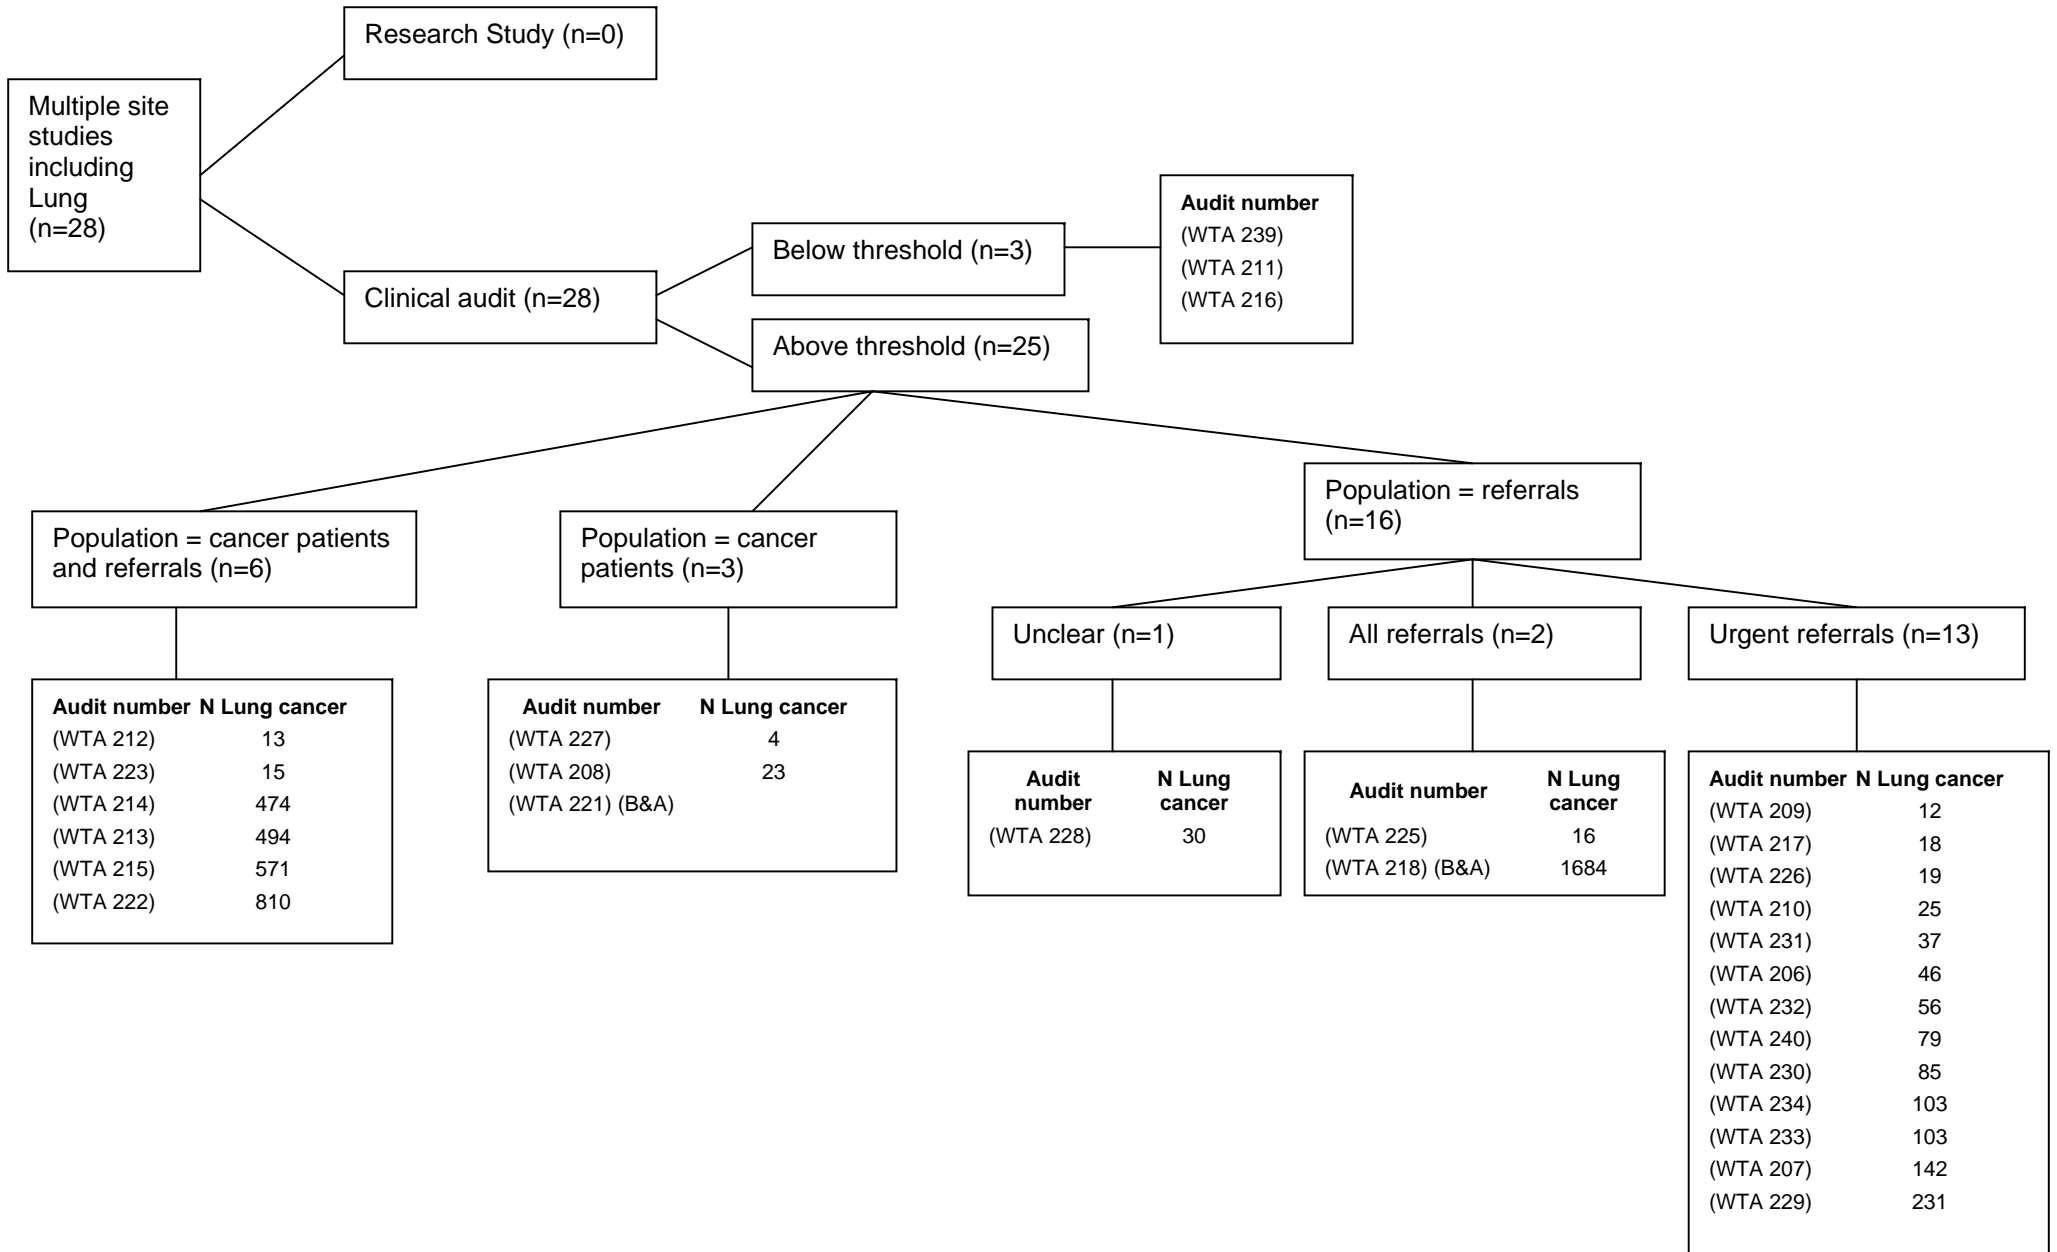 Research Study (n=0)
Multiple site
studies
including
Lung
(n=28)
Clinical audit (n=28)
Below threshold (n=3)
Audit number
(WTA 239)
(WTA 211)
(WTA 216)
Above threshold (n=25)
Population = cancer patients
and referrals (n=6)
Audit number N Lung cancer
(WTA 212) 13
(WTA 223) 15
(WTA 214) 474
(WTA 213) 494
(WTA 215) 571
(WTA 222) 810
Population = cancer
patients (n=3)
Audit number N Lung cancer
(WTA 227) 4
(WTA 208) 23
(WTA 221) (B&A)
Population = referrals
(n=16)
Unclear (n=1)
Audit N Lung
number cancer
(WTA 228) 30
All referrals (n=2)
Audit number N Lung
cancer
(WTA 225) 16
(WTA 218) (B&A) 1684
Urgent referrals (n=13)
Audit number N Lung cancer
(WTA 209) 12
(WTA 217) 18
(WTA 226) 19
(WTA 210) 25
(WTA 231) 37
(WTA 206) 46
(WTA 232) 56
(WTA 240) 79
(WTA 230) 85
(WTA 234) 103
(WTA 233) 103
(WTA 207) 142
(WTA 229) 231